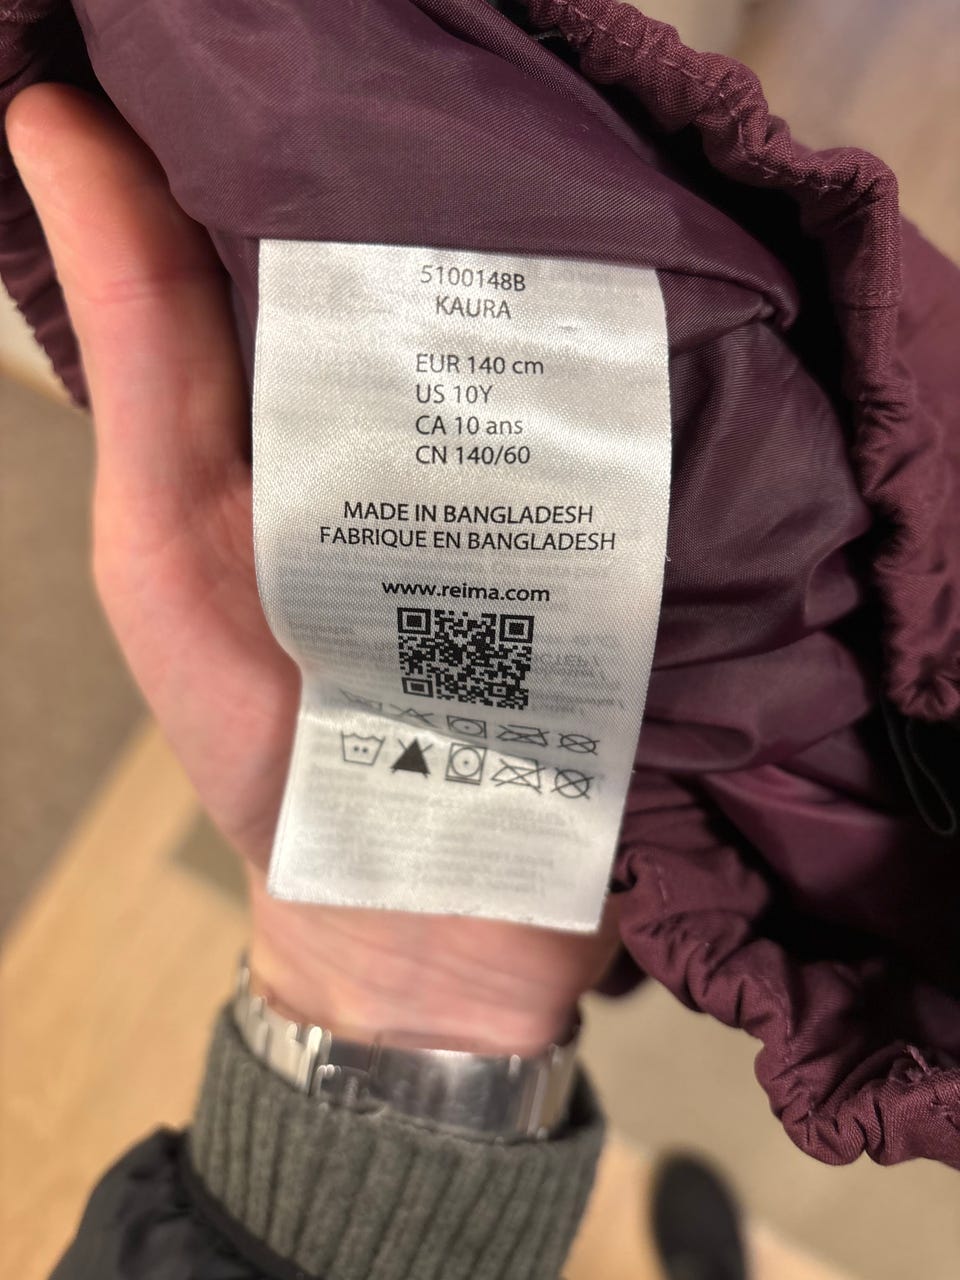 5100148B
KAURA
EUR 140 cm
US 10Y
CA 10 ans
CN 140/60
MADE IN BANGLADESH
FABRIQUE EN BANGLADESH
www.reima.com